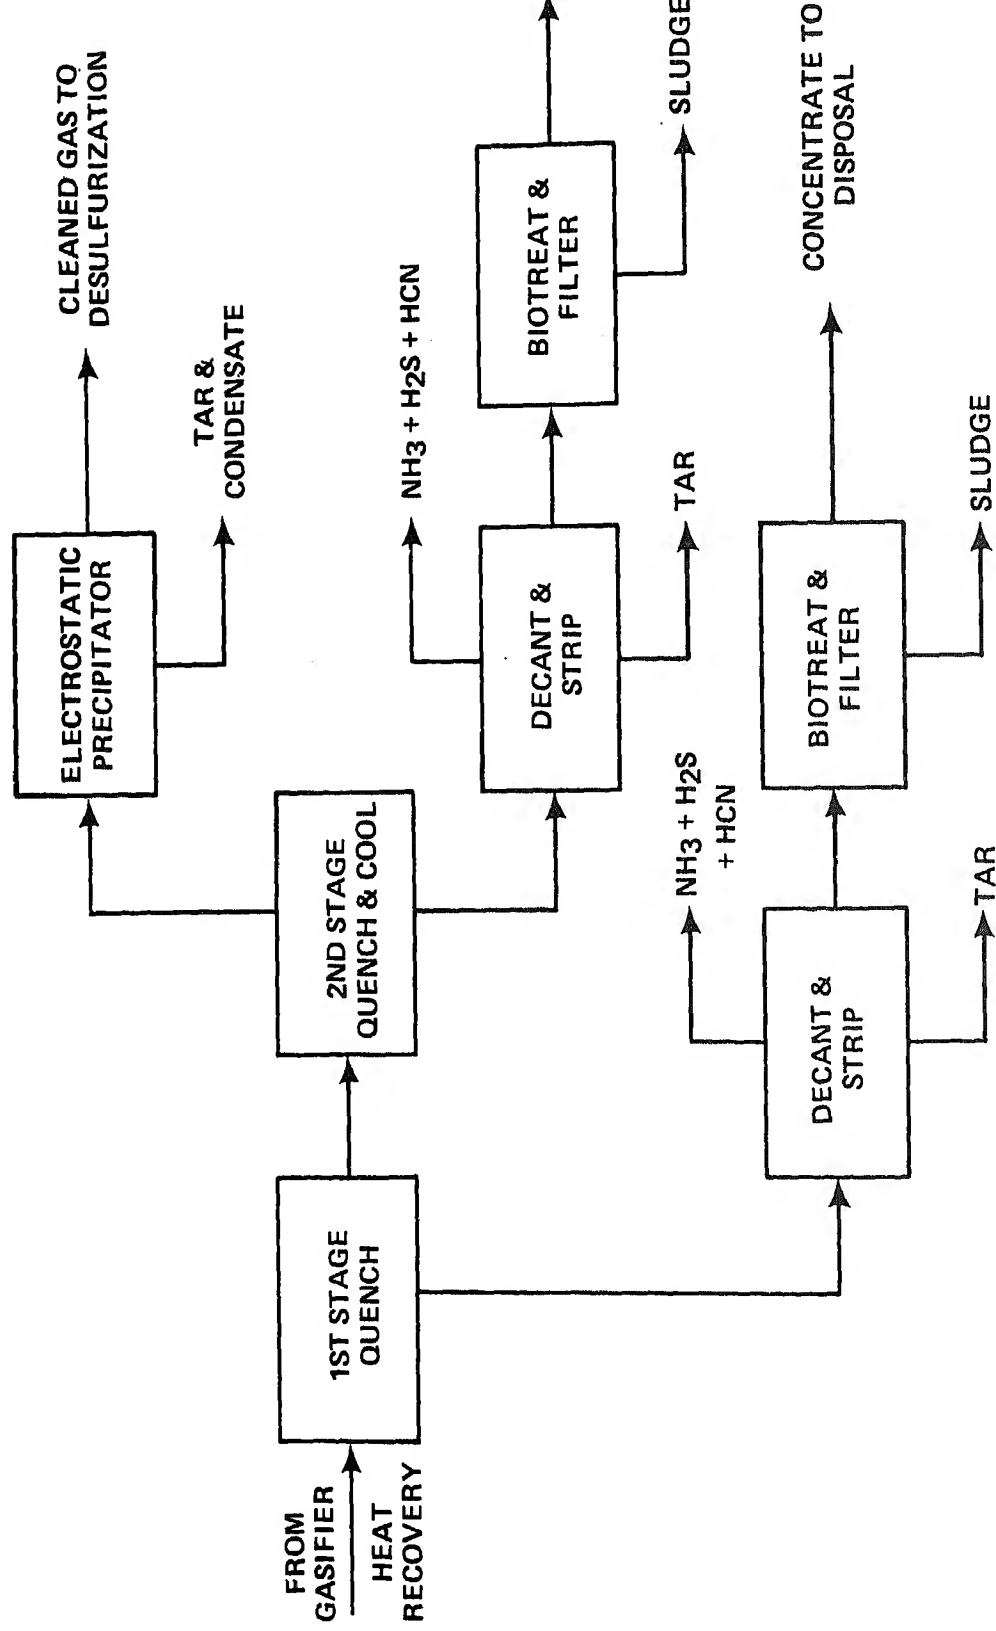 FROM
GASIFIER
HEAT
RECOVERY
1ST STAGE
QUENCH
2ND STAGE
QUENCH & COOL
ELECTROSTATIC
PRECIPITATOR
CLEANED GAS TO
DESULFURIZATION
TAR &
CONDENSATE
DECANT &
STRIP
NH3 + H2S + HCN
TAR
BIOTREAT &
FILTER
SLUDGE
DECANT &
STRIP
NH3 + H2S
+ HCN
TAR
BIOTREAT &
FILTER
SLUDGE
CONCENTRATE TO
DISPOSAL